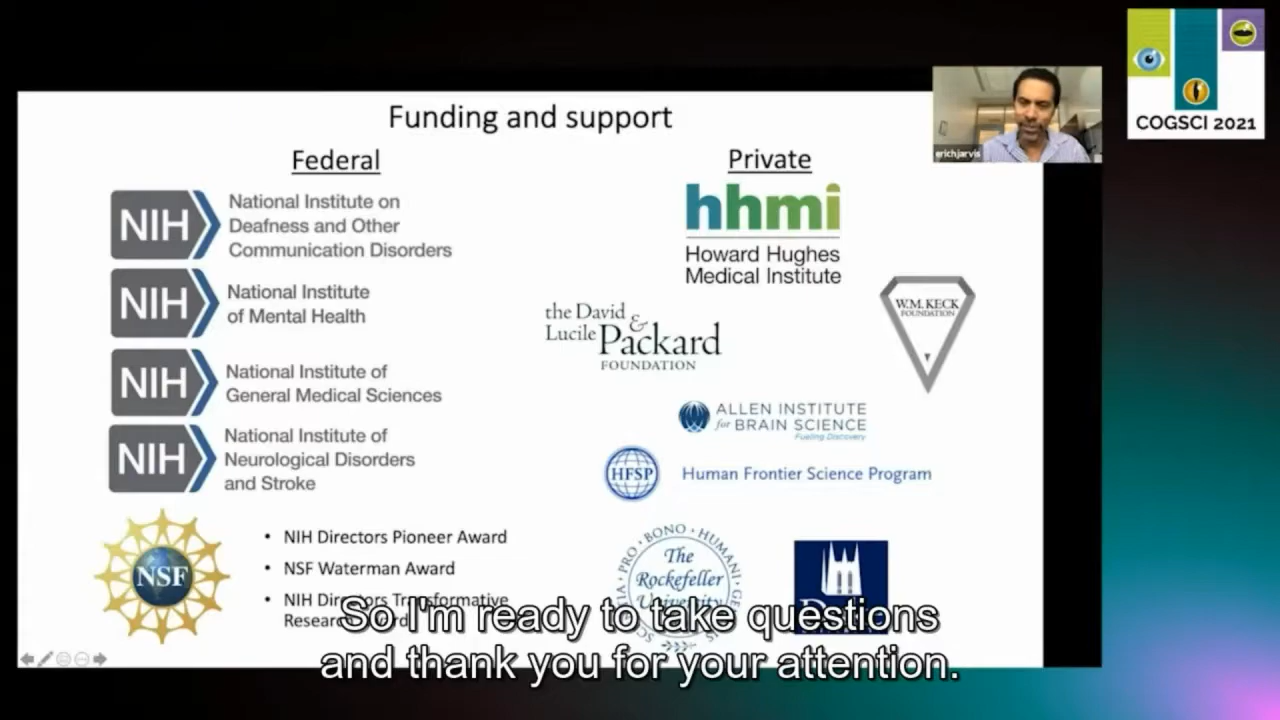 COGSCI 2021
erichjarvis
Funding and support
Federal
NIH
National Institute on
Deafness and Other
Communication Disorders
NIH
National Institute
of Mental Health
NIH
National Institute of
General Medical Sciences
NIH
National Institute of
Neurological Disorders
and Stroke
NSF
• NIH Directors Pioneer Award
• NSF Waterman Award
• NIH Directors Transformative
Private
hhmi
Howard Hughes
Medical Institute
the David &
Lucile Packard
FOUNDATION
W.M. KECK
FOUNDATION
ALLEN INSTITUTE
for BRAIN SCIENCE
Fueling Discovery
HFSP
Human Frontier Science Program
PRO · BONO · HUMANI
The
Rockefeller
University
So I'm ready to take questions
and thank you for your attention.